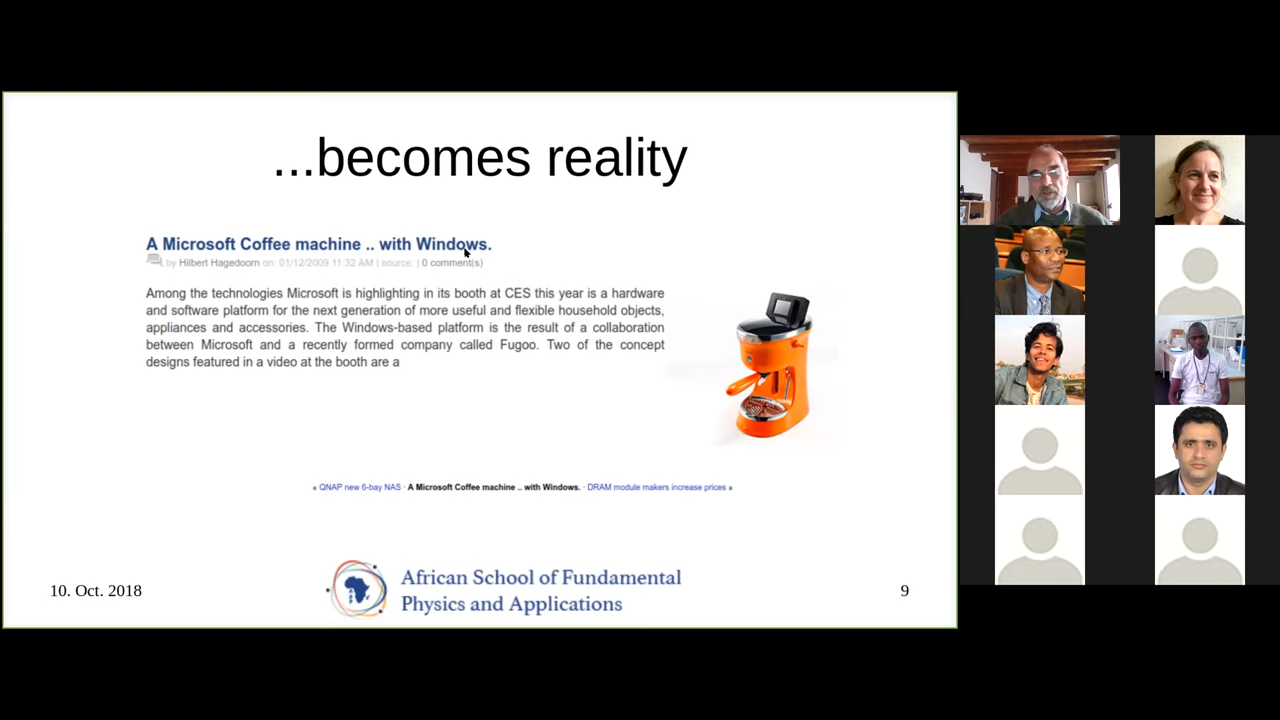 ...becomes reality
A Microsoft Coffee machine .. with Windows.
by Hilbert Hagedoorn on: 01/12/2009 11:32 AM | source: | 0 comment(s)
Among the technologies Microsoft is highlighting in its booth at CES this year is a hardware
and software platform for the next generation of more useful and flexible household objects,
appliances and accessories. The Windows-based platform is the result of a collaboration
between Microsoft and a recently formed company called Fugoo. Two of the concept
designs featured in a video at the booth are a
« QNAP new 6-bay NAS · A Microsoft Coffee machine .. with Windows. · DRAM module makers increase prices »
10. Oct. 2018
African School of Fundamental
Physics and Applications
9